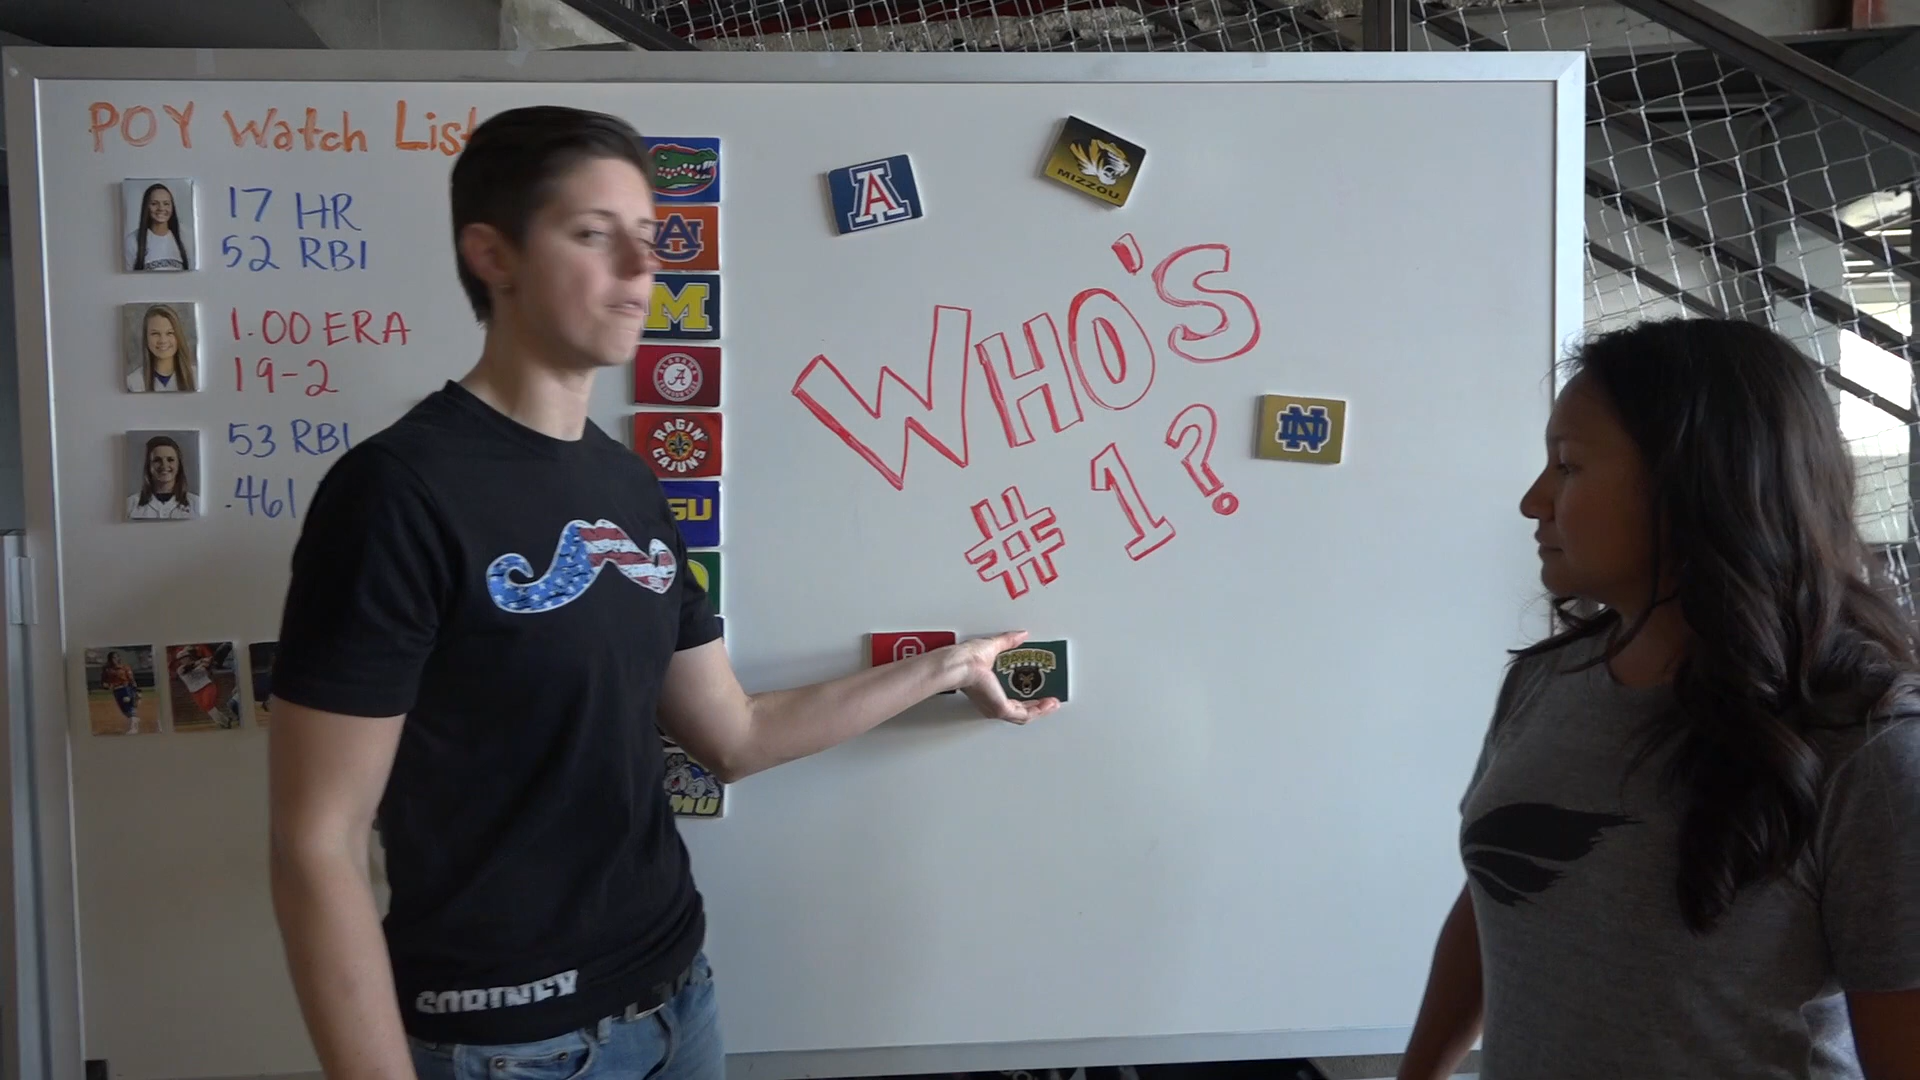 POY Watch List
17 HR
52 RBI
1.00 ERA
19-2
53 RBI
.461
A
MIZZOU
WHO'S
#1?
ND
M
A
RAGIN'
CAJUNS
SU
O
BAYLOR
MU